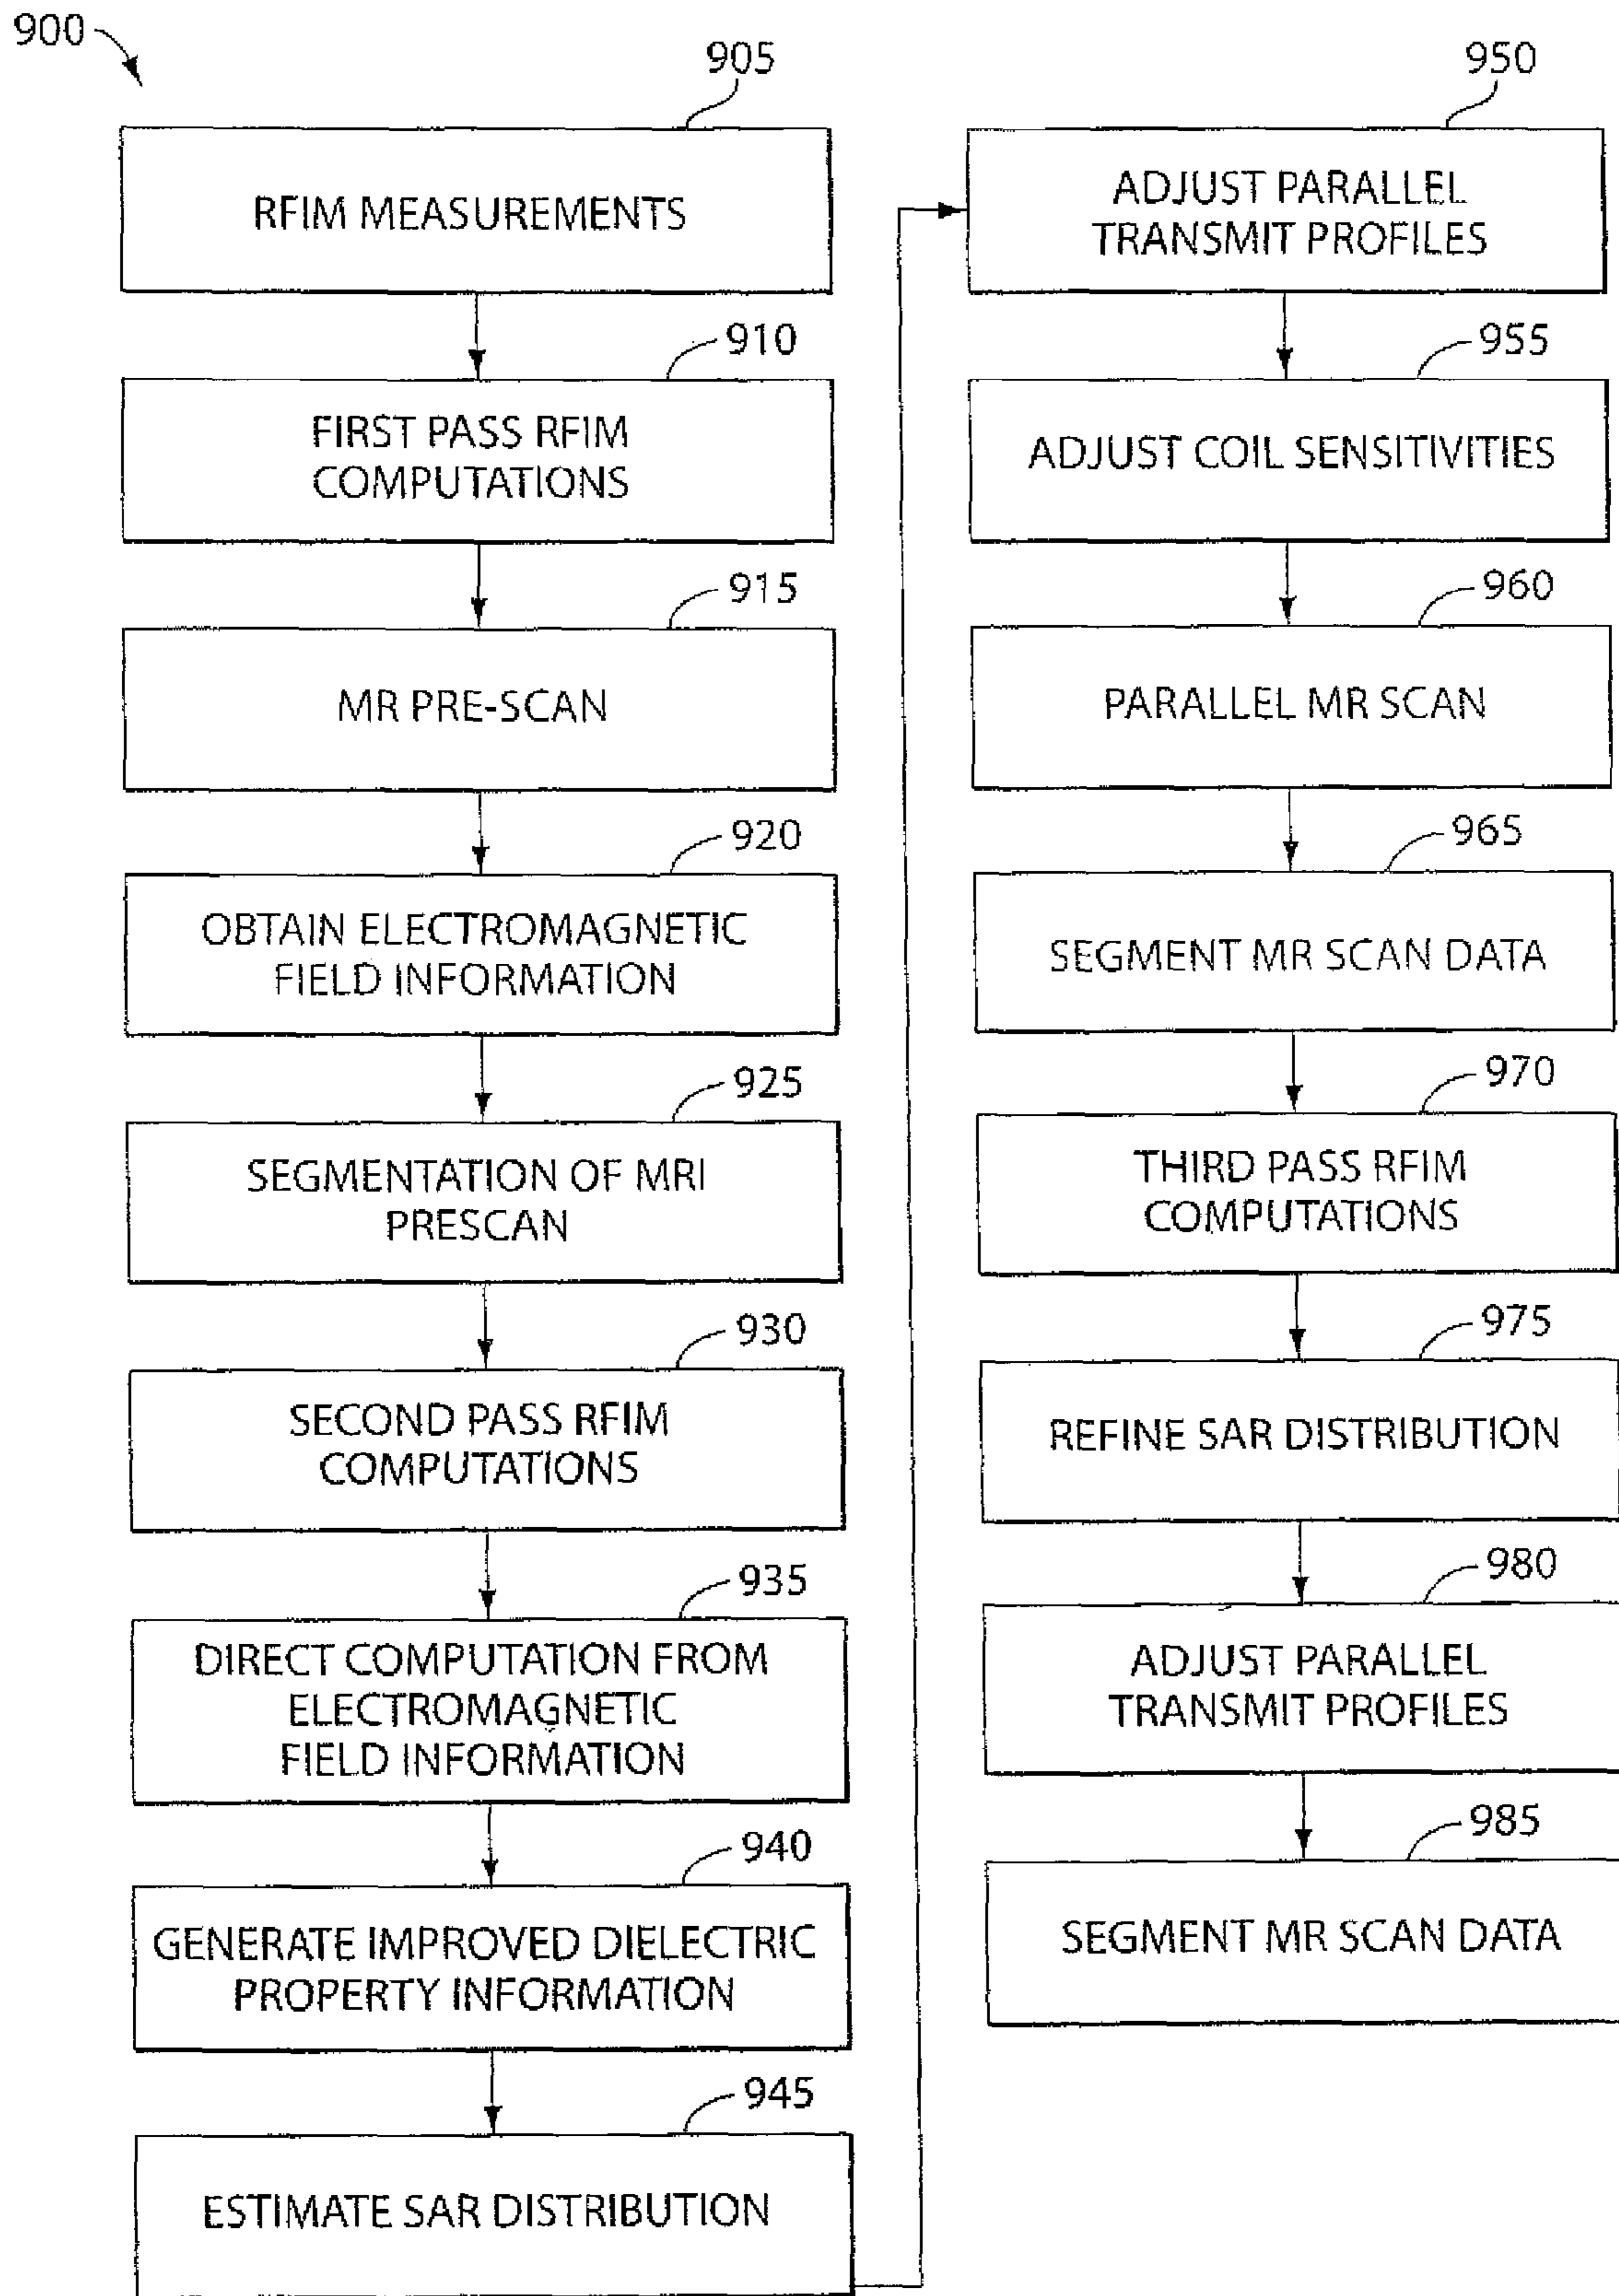 900
905
RFIM MEASUREMENTS
910
FIRST PASS RFIM
COMPUTATIONS
915
MR PRE-SCAN
920
OBTAIN ELECTROMAGNETIC
FIELD INFORMATION
925
SEGMENTATION OF MRI
PRESCAN
930
SECOND PASS RFIM
COMPUTATIONS
935
DIRECT COMPUTATION FROM
ELECTROMAGNETIC
FIELD INFORMATION
940
GENERATE IMPROVED DIELECTRIC
PROPERTY INFORMATION
945
ESTIMATE SAR DISTRIBUTION
950
ADJUST PARALLEL
TRANSMIT PROFILES
955
ADJUST COIL SENSITIVITIES
960
PARALLEL MR SCAN
965
SEGMENT MR SCAN DATA
970
THIRD PASS RFIM
COMPUTATIONS
975
REFINE SAR DISTRIBUTION
980
ADJUST PARALLEL
TRANSMIT PROFILES
985
SEGMENT MR SCAN DATA